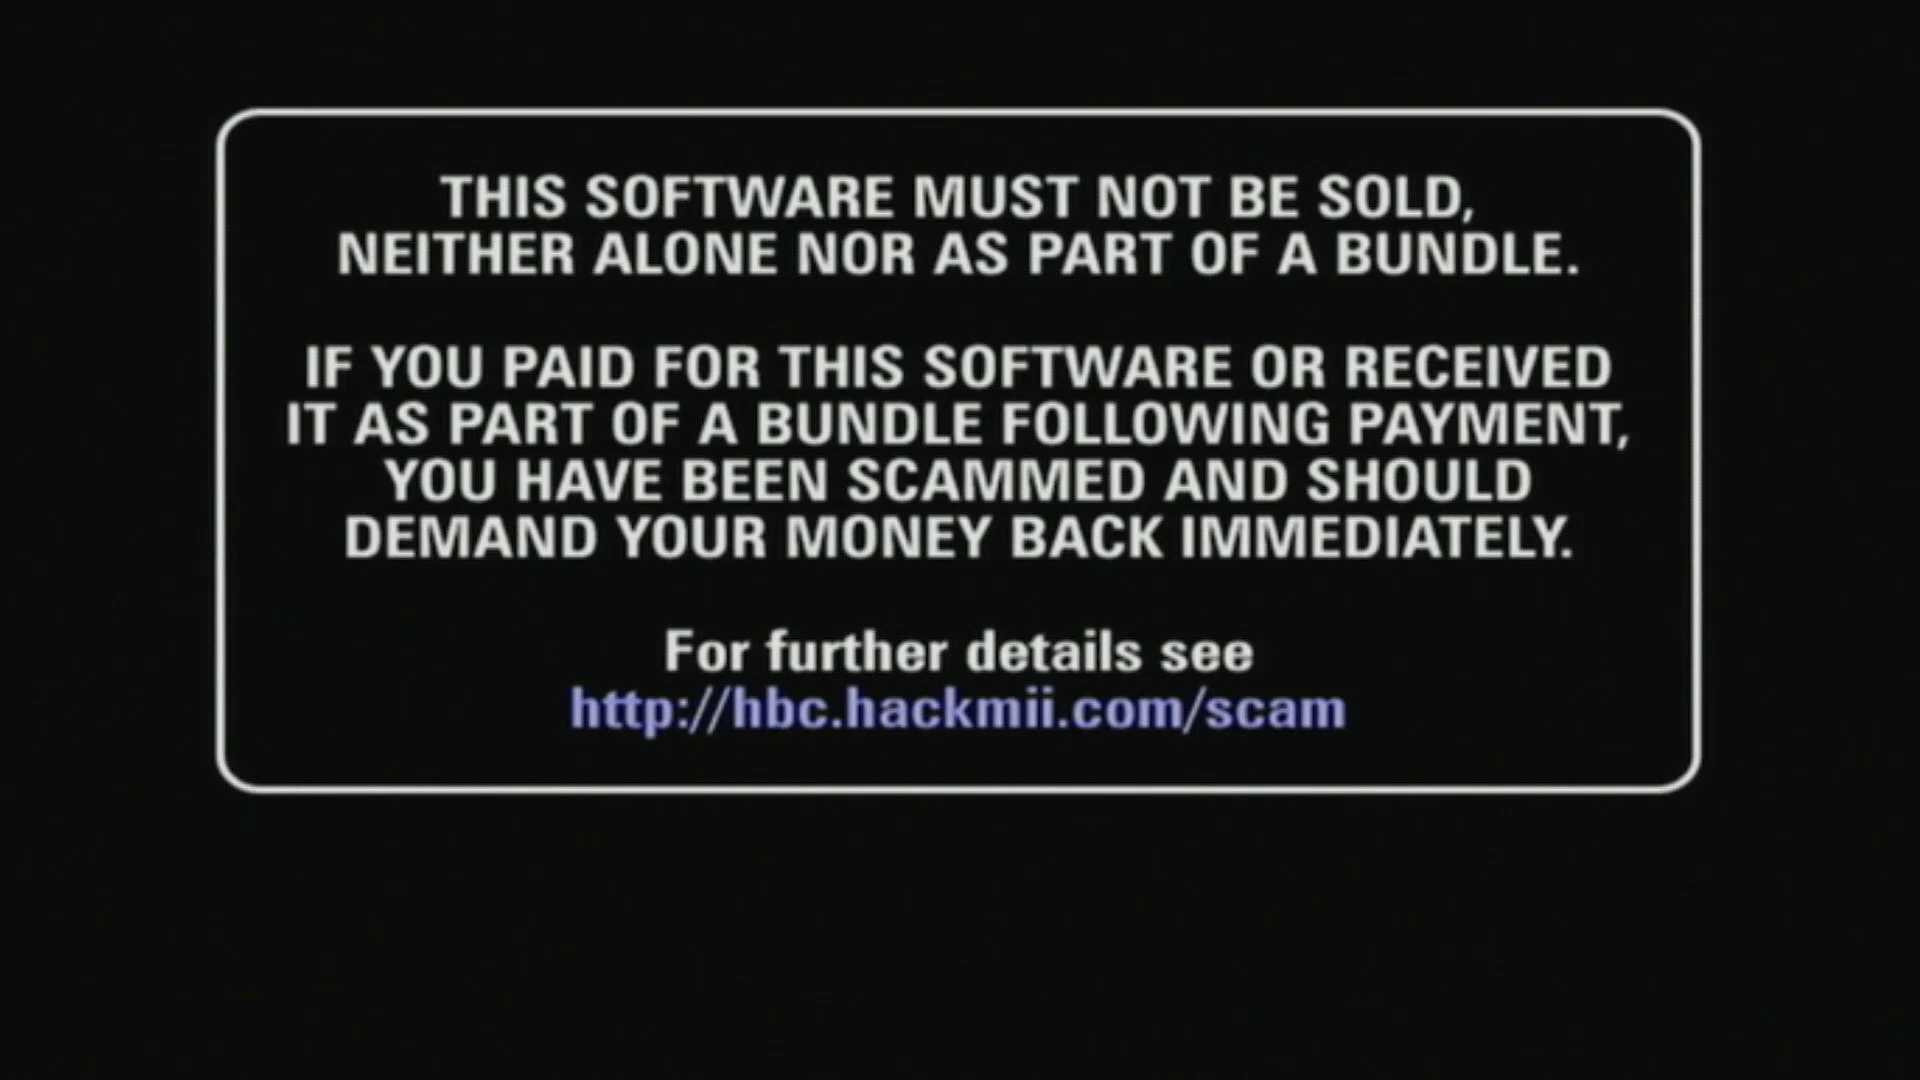 THIS SOFTWARE MUST NOT BE SOLD,
NEITHER ALONE NOR AS PART OF A BUNDLE.
IF YOU PAID FOR THIS SOFTWARE OR RECEIVED
IT AS PART OF A BUNDLE FOLLOWING PAYMENT,
YOU HAVE BEEN SCAMMED AND SHOULD
DEMAND YOUR MONEY BACK IMMEDIATELY.
For further details see
http://hbc.hackmii.com/scam